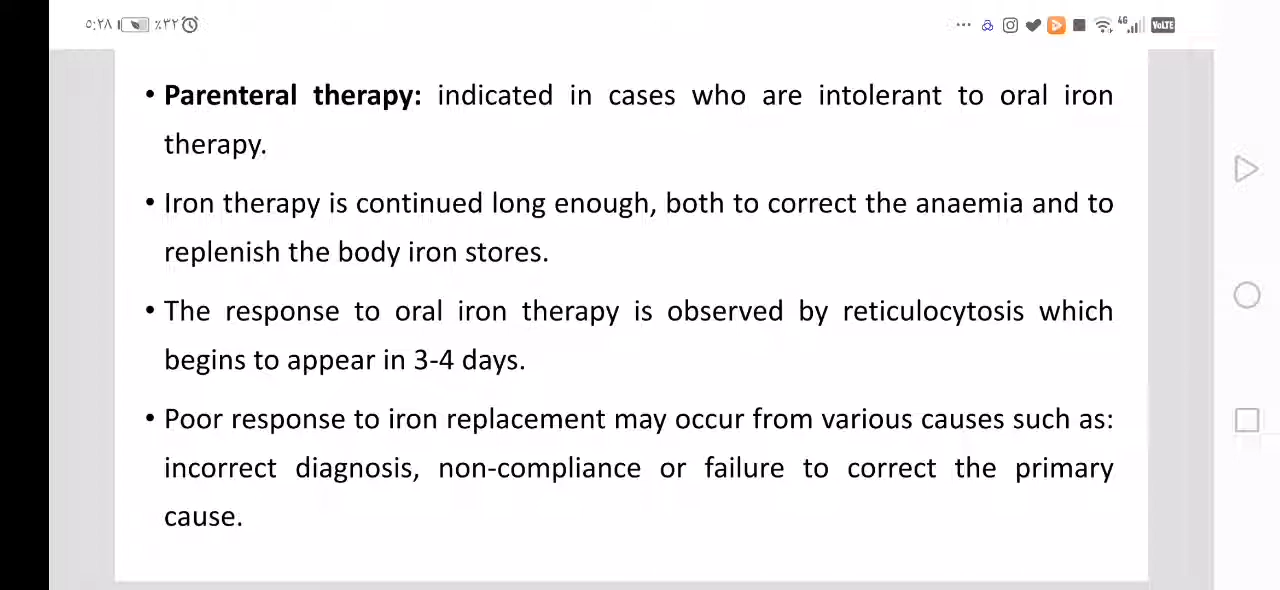 ٥:٢٨ ٪٣٢
4G VoLTE
• Parenteral therapy: indicated in cases who are intolerant to oral iron
therapy.
• Iron therapy is continued long enough, both to correct the anaemia and to
replenish the body iron stores.
• The response to oral iron therapy is observed by reticulocytosis which
begins to appear in 3-4 days.
• Poor response to iron replacement may occur from various causes such as:
incorrect diagnosis, non-compliance or failure to correct the primary
cause.